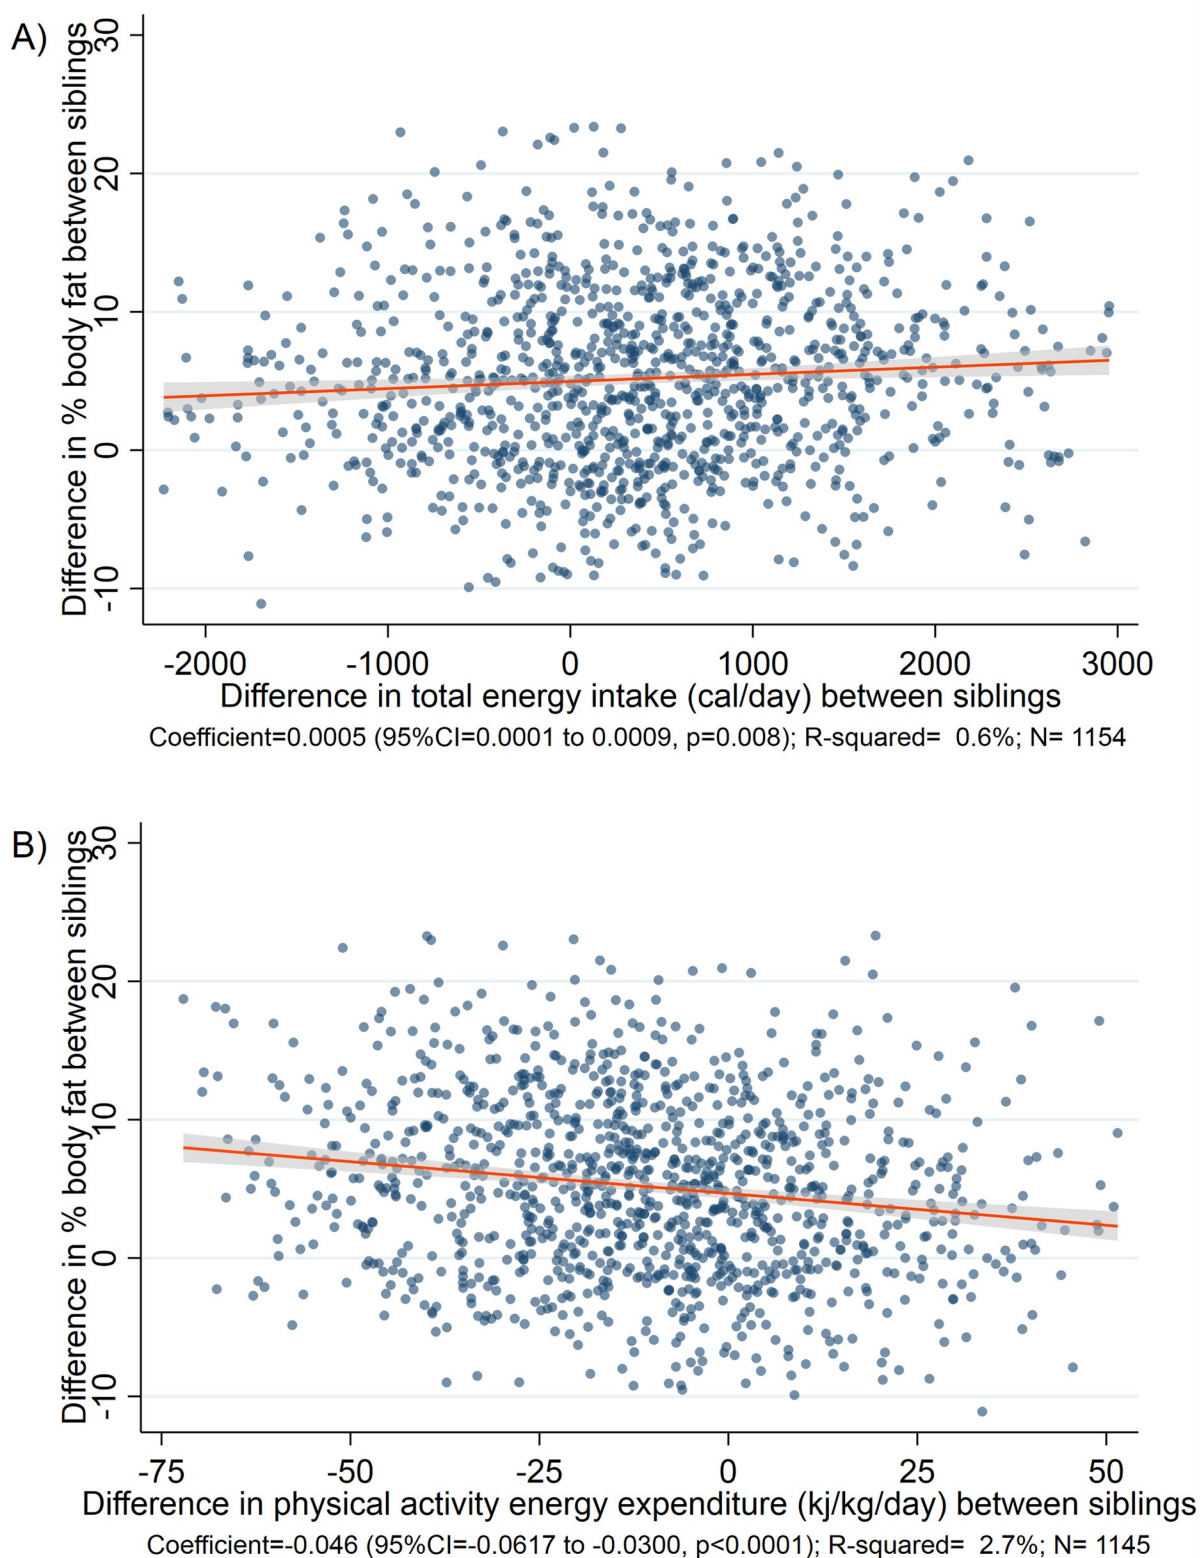 A)
Difference in % body fat between siblings
30
20
10
0
-10
-2000 -1000 0 1000 2000 3000
Difference in total energy intake (cal/day) between siblings
Coefficient=0.0005 (95%CI=0.0001 to 0.0009, p=0.008); R-squared= 0.6%; N= 1154
B)
Difference in % body fat between siblings
30
20
10
0
-10
-75 -50 -25 0 25 50
Difference in physical activity energy expenditure (kj/kg/day) between siblings
Coefficient=-0.046 (95%CI=-0.0617 to -0.0300, p<0.0001); R-squared= 2.7%; N= 1145